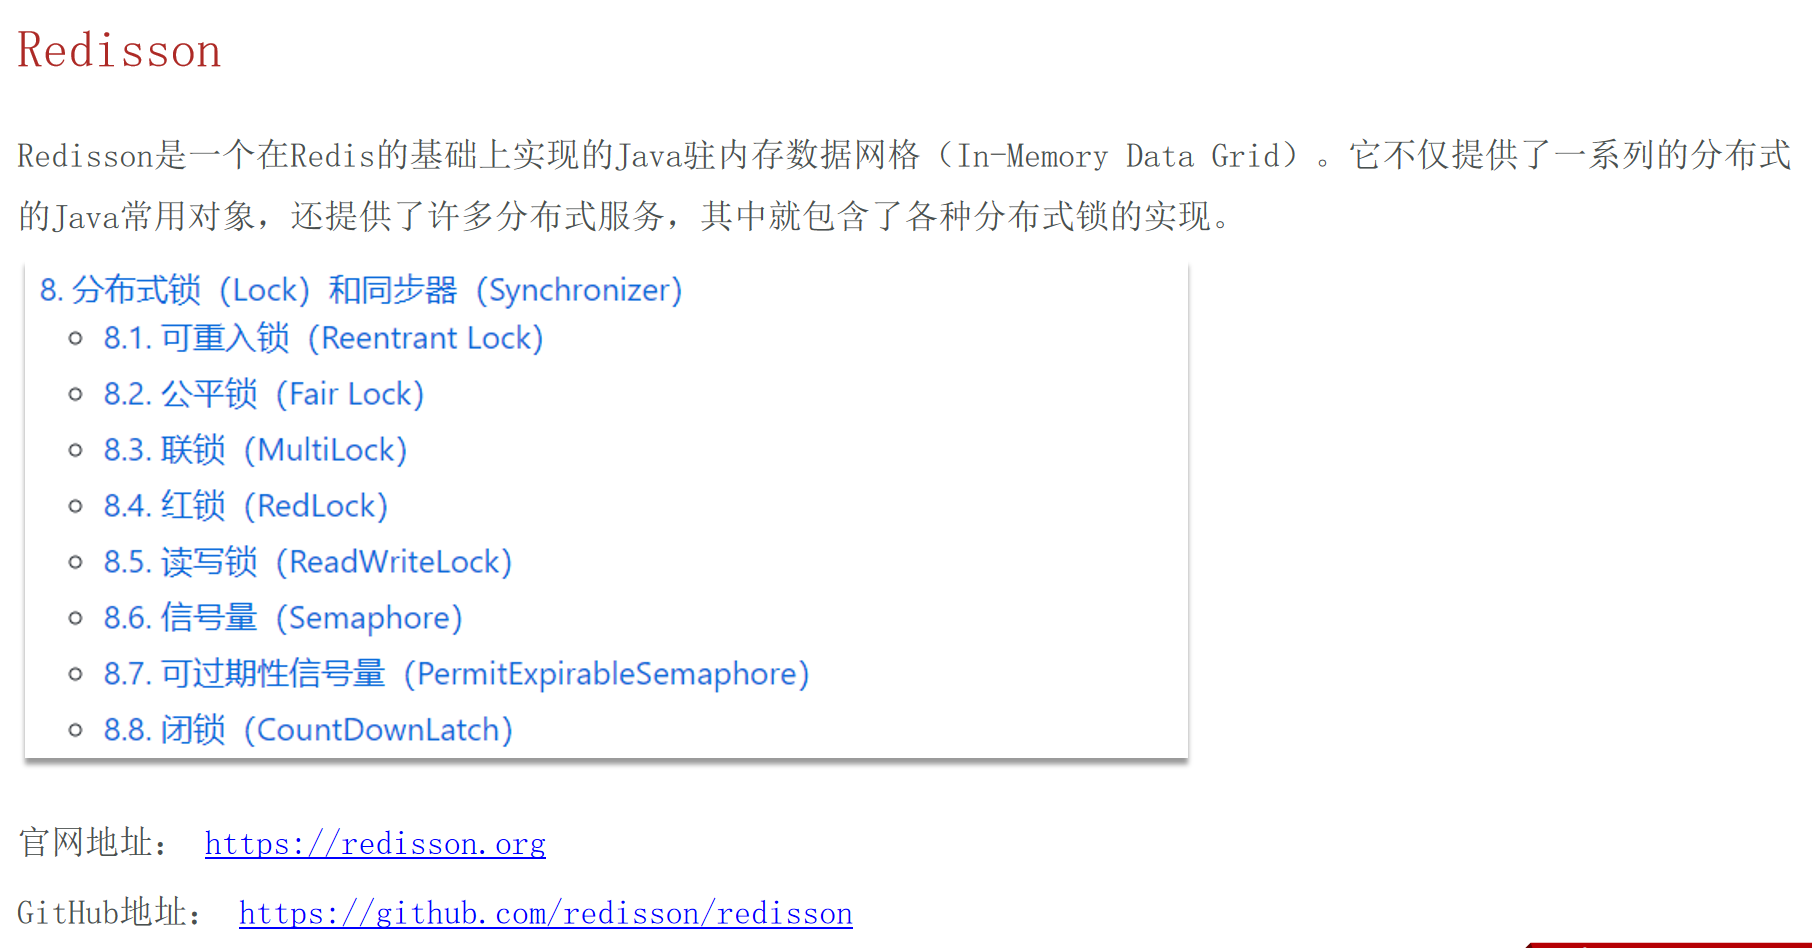 Redisson
Redisson是一个在Redis的基础上实现的Java驻内存数据网格（In-Memory Data Grid）。它不仅提供了一系列的分布式
的Java常用对象，还提供了许多分布式服务，其中就包含了各种分布式锁的实现。
8. 分布式锁（Lock）和同步器（Synchronizer）
8.1. 可重入锁（Reentrant Lock）
8.2. 公平锁（Fair Lock）
8.3. 联锁（MultiLock）
8.4. 红锁（RedLock）
8.5. 读写锁（ReadWriteLock）
8.6. 信号量（Semaphore）
8.7. 可过期性信号量（PermitExpirableSemaphore）
8.8. 闭锁（CountDownLatch）
官网地址： https://redisson.org
GitHub地址： https://github.com/redisson/redisson